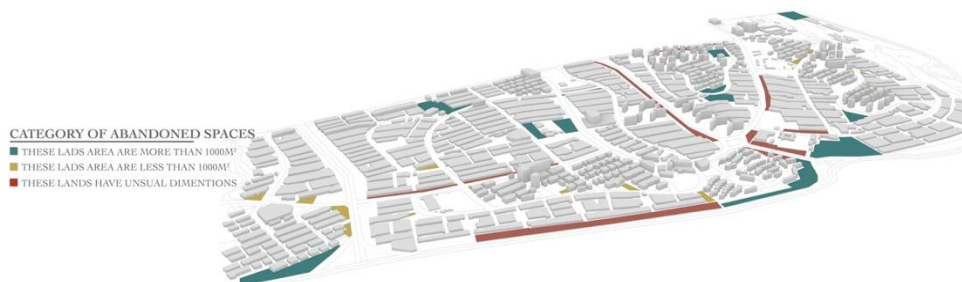 CATEGORY OF ABANDONED SPACES
THESE LADS AREA ARE MORE THAN 1000M²
THESE LADS AREA ARE LESS THAN 1000M²
THESE LANDS HAVE UNSUAL DIMENTIONS